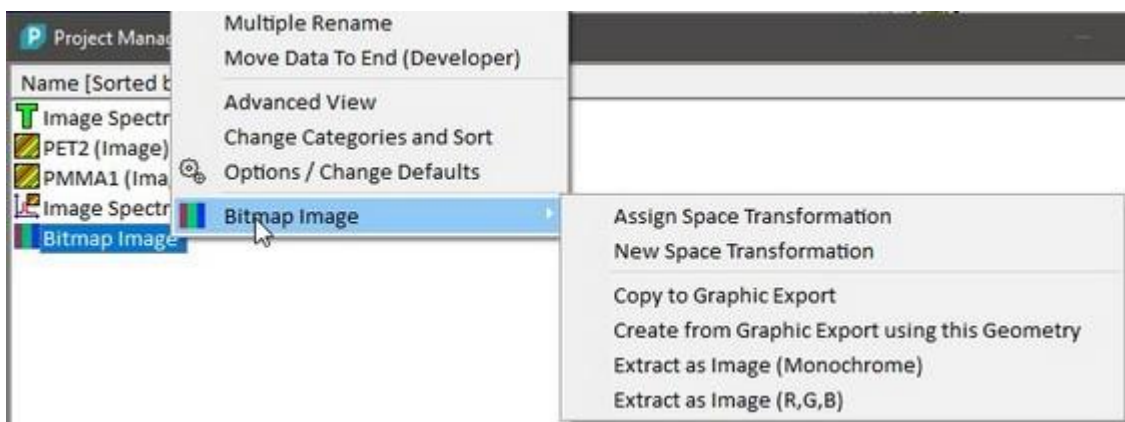 Project Manag
Name [Sorted b
Image Spectr
PET2 (Image)
PMMA1 (Ima
Image Spectr
Bitmap Image
Multiple Rename
Move Data To End (Developer)
Advanced View
Change Categories and Sort
Options / Change Defaults
Bitmap Image
Assign Space Transformation
New Space Transformation
Copy to Graphic Export
Create from Graphic Export using this Geometry
Extract as Image (Monochrome)
Extract as Image (R,G,B)